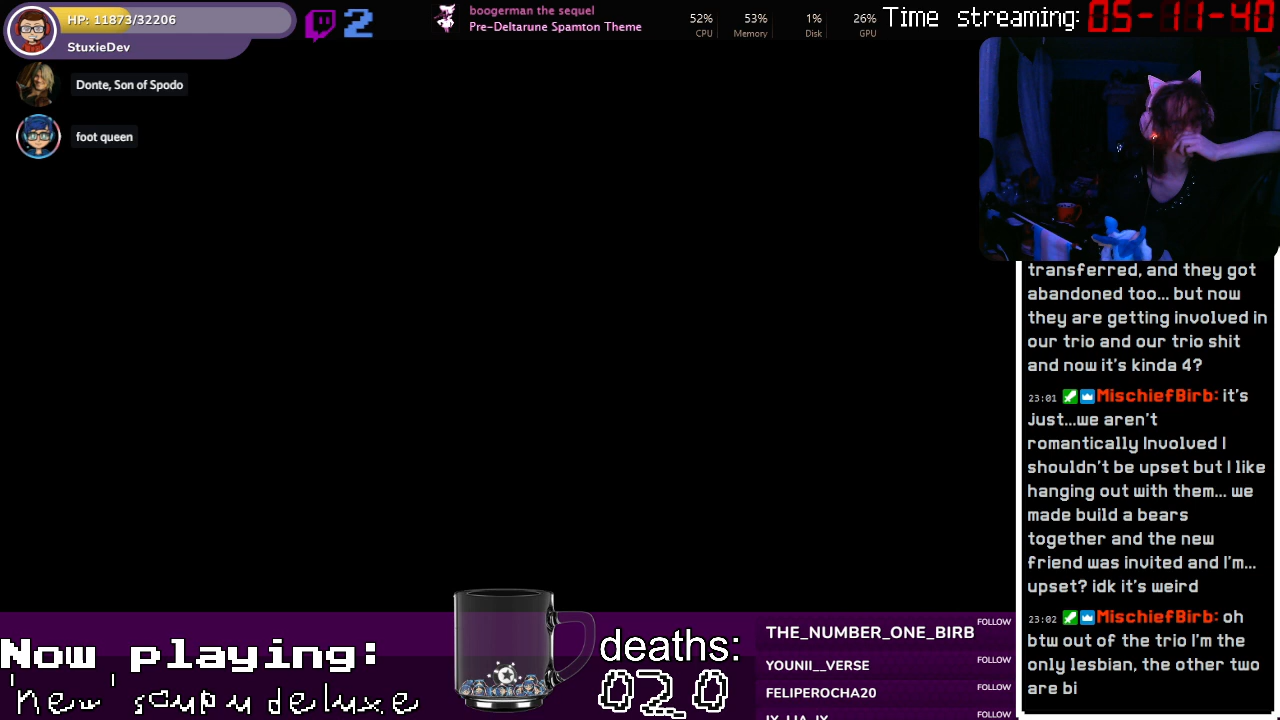 HP: 11873/32206
StuxieDev
2
boogerman the sequel
Pre-Deltarune Spamton Theme
52% 53% 1% 26%
CPU Memory Disk GPU
Time streaming: 05-11-40
Donte, Son of Spodo
foot queen
transferred, and they got
abandoned too... but now
they are getting involved in
our trio and our trio shit
and now it's kinda 4?
23:01 MischiefBirb: it's
just...we aren't
romantically involved I
shouldn't be upset but I like
hanging out with them... we
made build a bears
together and the new
friend was invited and I'm...
upset? idk it's weird
23:02 MischiefBirb: oh
btw out of the trio I'm the
only lesbian, the other two
are bi
Now playing:
'new' soup u deluxe
deaths:
020
THE_NUMBER_ONE_BIRB FOLLOW
YOUNII__VERSE FOLLOW
FELIPEROCHA20 FOLLOW
FOLLOW